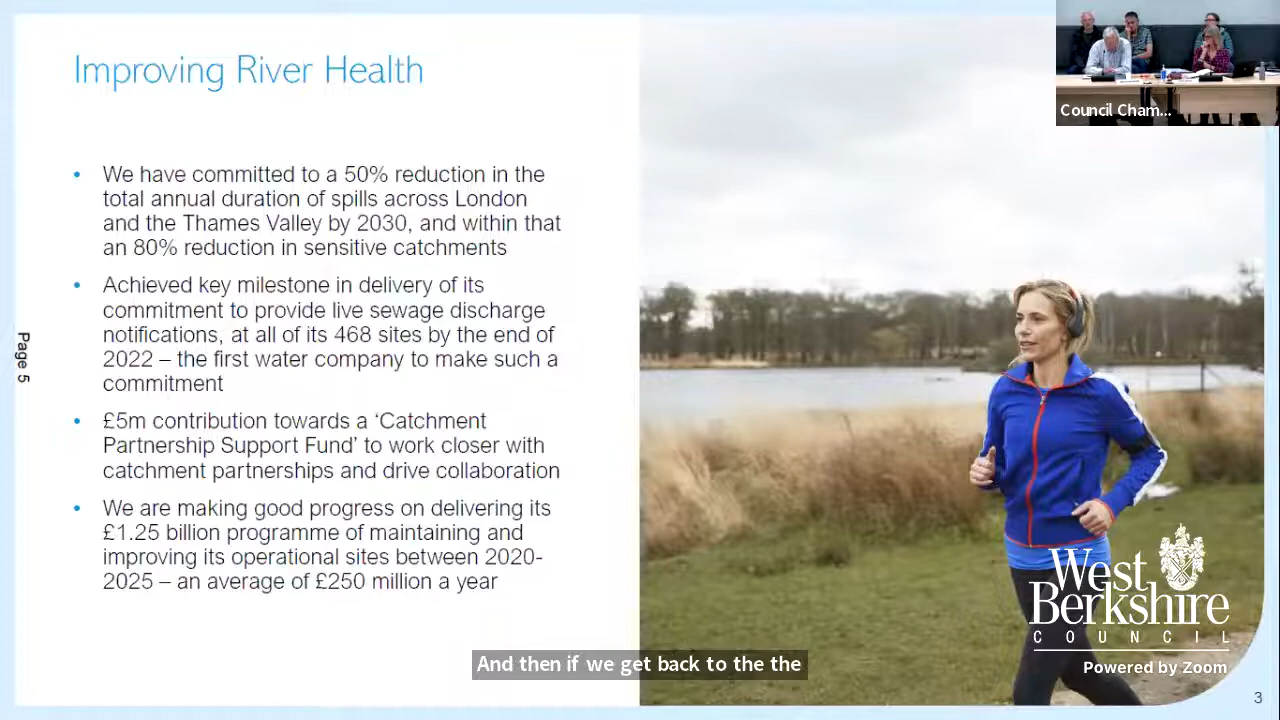 Improving River Health
Council Cham...
• We have committed to a 50% reduction in the
total annual duration of spills across London
and the Thames Valley by 2030, and within that
an 80% reduction in sensitive catchments
• Achieved key milestone in delivery of its
commitment to provide live sewage discharge
notifications, at all of its 468 sites by the end of
2022 – the first water company to make such a
commitment
• £5m contribution towards a ‘Catchment
Partnership Support Fund’ to work closer with
catchment partnerships and drive collaboration
• We are making good progress on delivering its
£1.25 billion programme of maintaining and
improving its operational sites between 2020-
2025 – an average of £250 million a year
Page 5
And then if we get back to the the
West
Berkshire
COUNCIL
Powered by Zoom
3